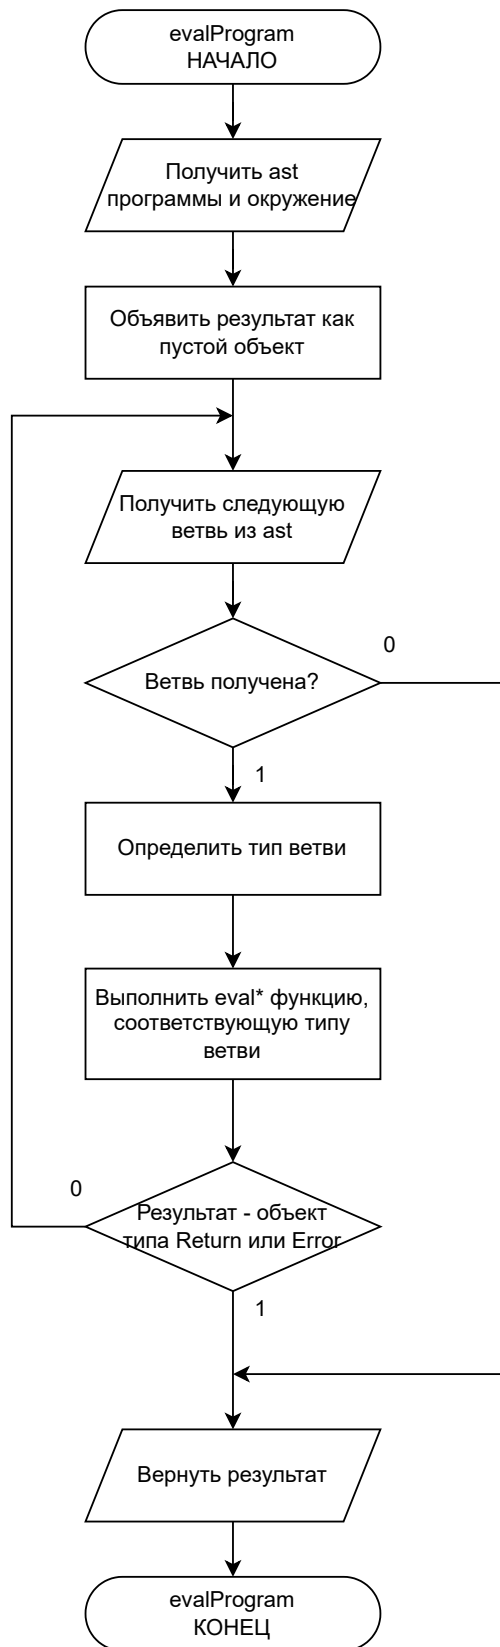 evalProgram
НАЧАЛО
Получить ast
программы и окружение
Объявить результат как
пустой объект
Получить следующую
ветвь из ast
0
Ветвь получена?
1
Определить тип ветви
Выполнить eval* функцию,
соответствующую типу
ветви
0
Результат - объект
типа Return или Error
1
Вернуть результат
evalProgram
КОНЕЦ